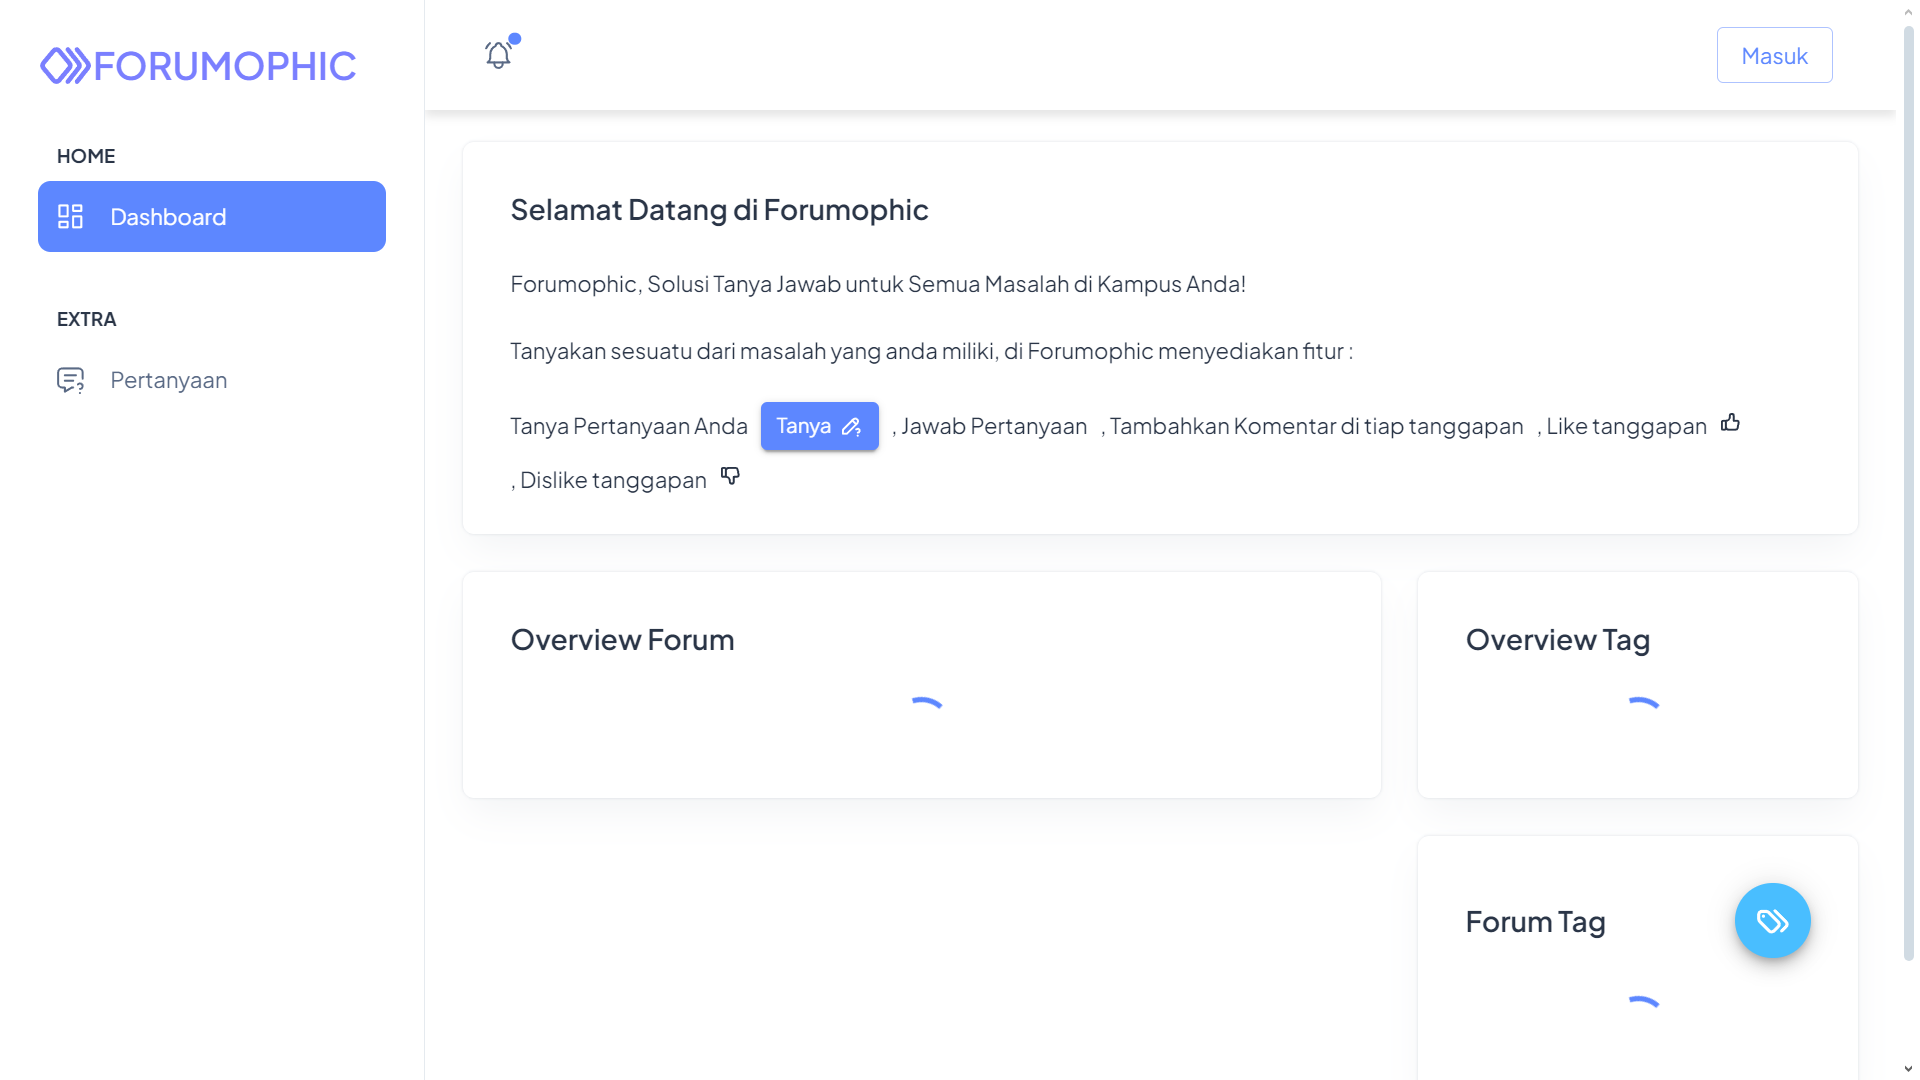 FORUMOPHIC
Masuk
HOME
Dashboard
EXTRA
Pertanyaan
Selamat Datang di Forumophic
Forumophic, Solusi Tanya Jawab untuk Semua Masalah di Kampus Anda!
Tanyakan sesuatu dari masalah yang anda miliki, di Forumophic menyediakan fitur :
Tanya Pertanyaan Anda Tanya , Jawab Pertanyaan , Tambahkan Komentar di tiap tanggapan , Like tanggapan
, Dislike tanggapan
Overview Forum
Overview Tag
Forum Tag